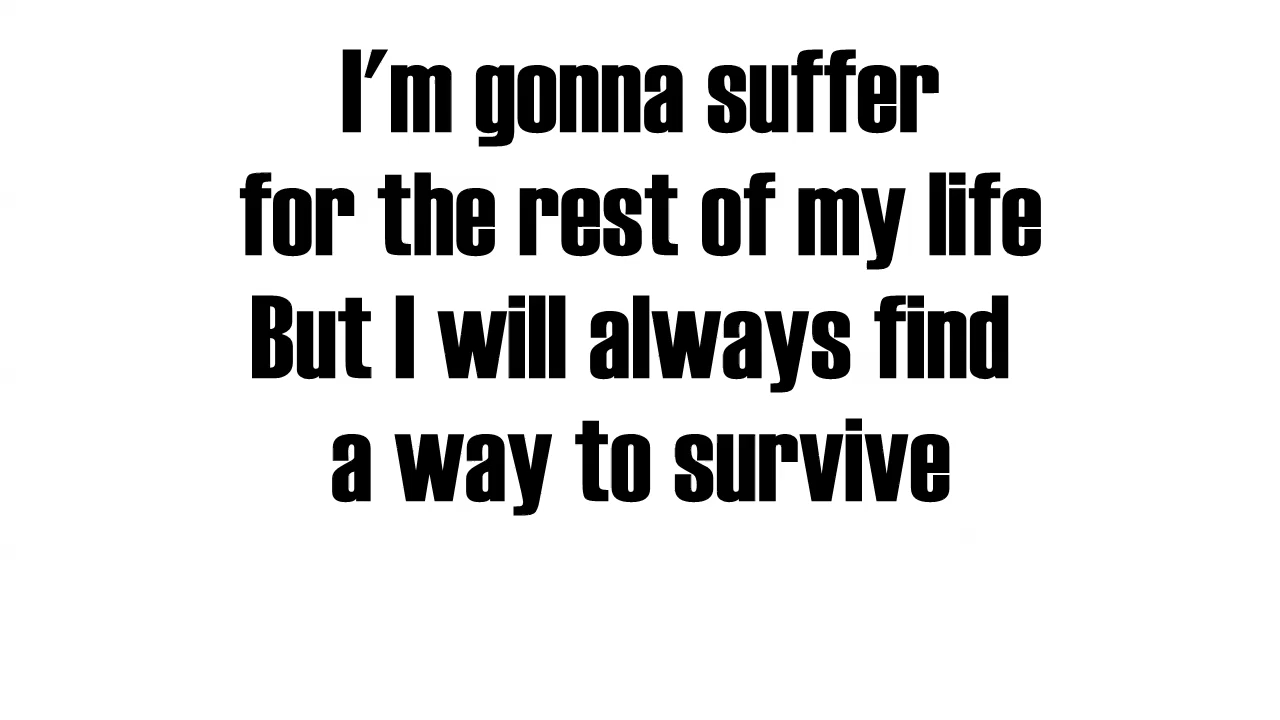 I'm gonna suffer
for the rest of my life
But I will always find
a way to survive